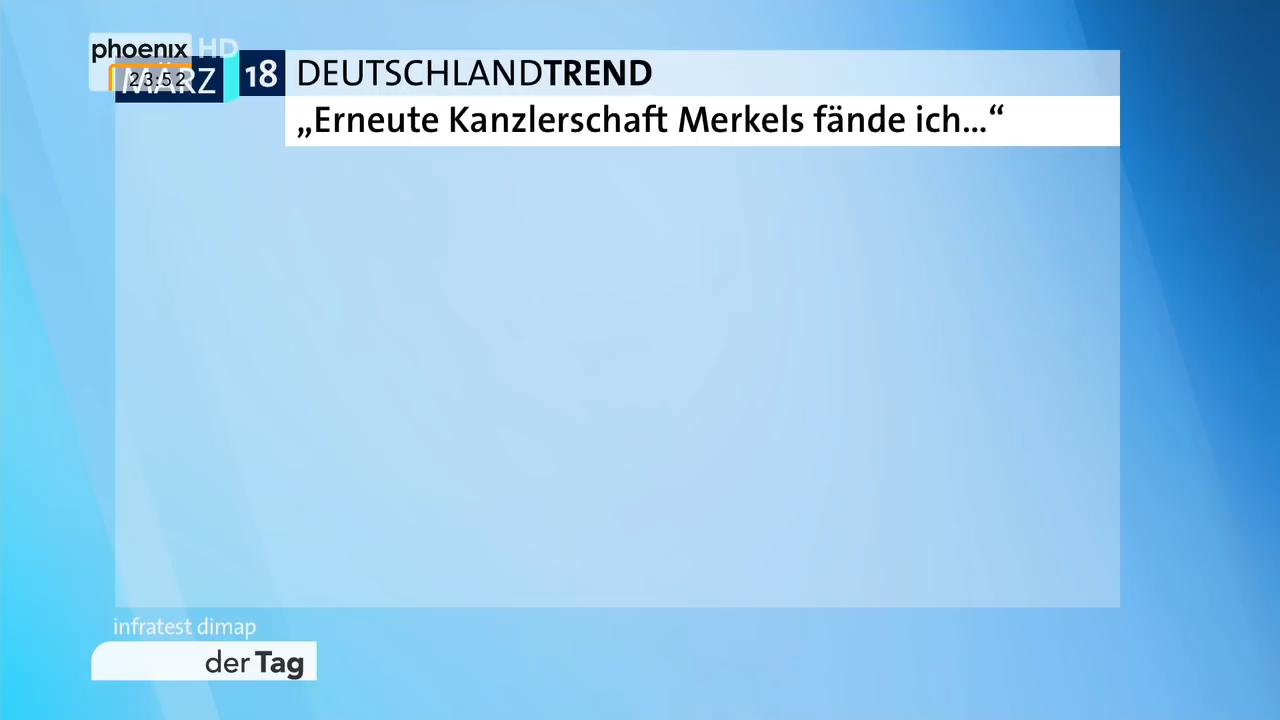 phoenix HD
23:52
MÄRZ 18 DEUTSCHLANDTREND
„Erneute Kanzlerschaft Merkels fände ich...“
infratest dimap
der Tag